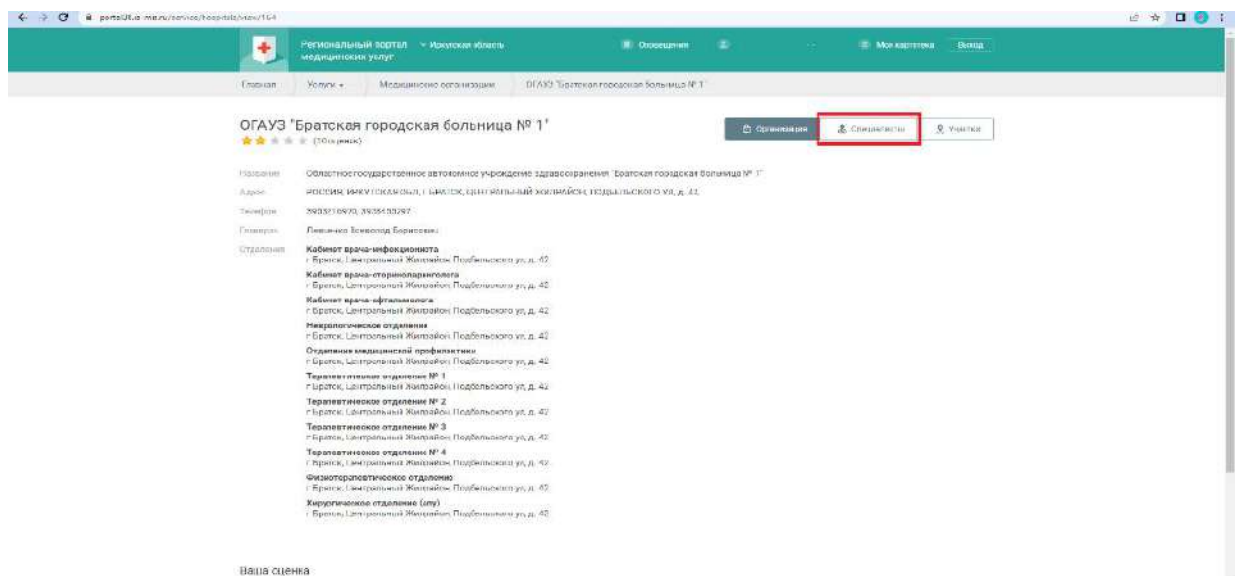 Региональный портал медицинских услуг
Иркутская область
Оповещения
Моя картотека
Выход
Главная
Услуги
Медицинские организации
ОГАУЗ "Братская городская больница № 1"
ОГАУЗ "Братская городская больница № 1"
Организация
Специалисты
Участки
Название
Областное государственное автономное учреждение здравоохранения "Братская городская больница № 1"
Адрес
РОССИЯ, ИРКУТСКАЯ ОБЛ, Г БРАТСК, ЦЕНТРАЛЬНЫЙ ЖИЛРАЙОН, ПОДБЕЛЬСКОГО УЛ, д. 42,
Телефон
Главврач
Борисович
Отделения
Кабинет врача-инфекциониста
г Братск, Центральный Жилрайон, Подбельского ул, д. 42
Кабинет врача-оториноларинголога
г Братск, Центральный Жилрайон, Подбельского ул, д. 42
Кабинет врача-офтальмолога
г Братск, Центральный Жилрайон, Подбельского ул, д. 42
Неврологическое отделение
г Братск, Центральный Жилрайон, Подбельского ул, д. 42
Отделение медицинской профилактики
г Братск, Центральный Жилрайон, Подбельского ул, д. 42
Терапевтическое отделение № 1
г Братск, Центральный Жилрайон, Подбельского ул, д. 42
Терапевтическое отделение № 2
г Братск, Центральный Жилрайон, Подбельского ул, д. 42
Терапевтическое отделение № 3
г Братск, Центральный Жилрайон, Подбельского ул, д. 42
Терапевтическое отделение № 4
г Братск, Центральный Жилрайон, Подбельского ул, д. 42
Физиотерапевтическое отделение
г Братск, Центральный Жилрайон, Подбельского ул, д. 42
Хирургическое отделение (апу)
г Братск, Центральный Жилрайон, Подбельского ул, д. 42
Ваша оценка